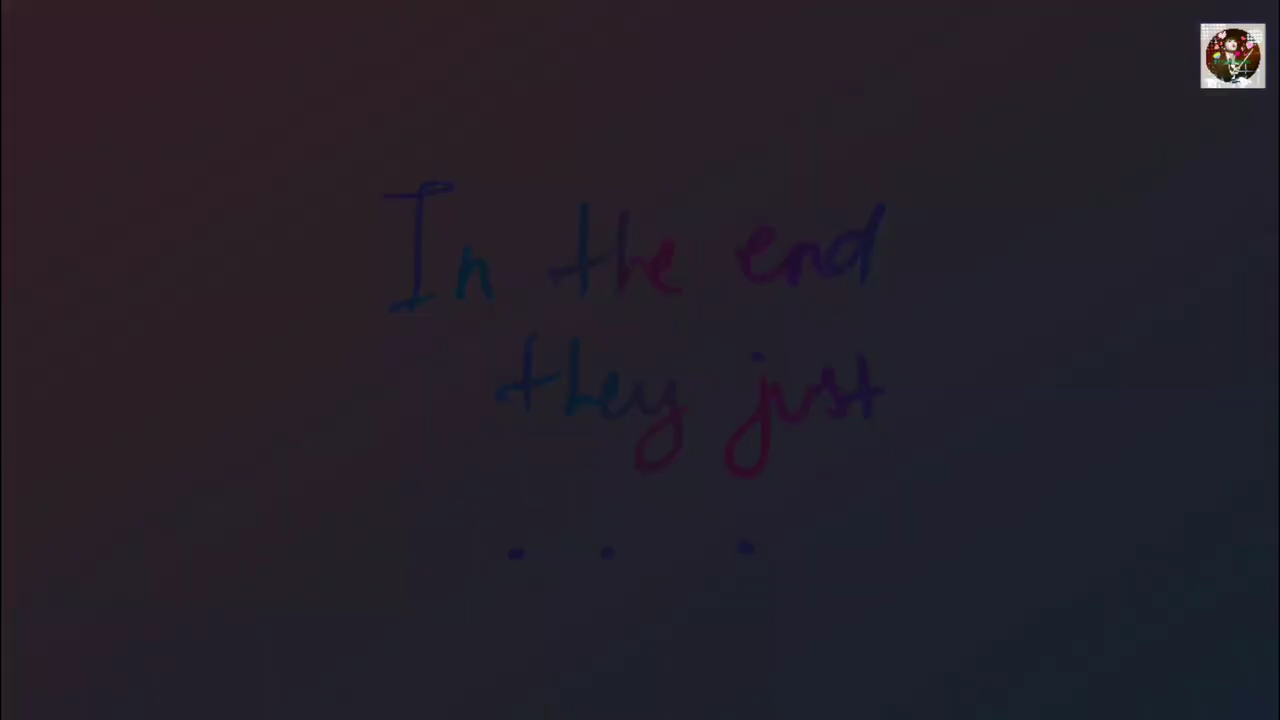 In the end
they just
. . .